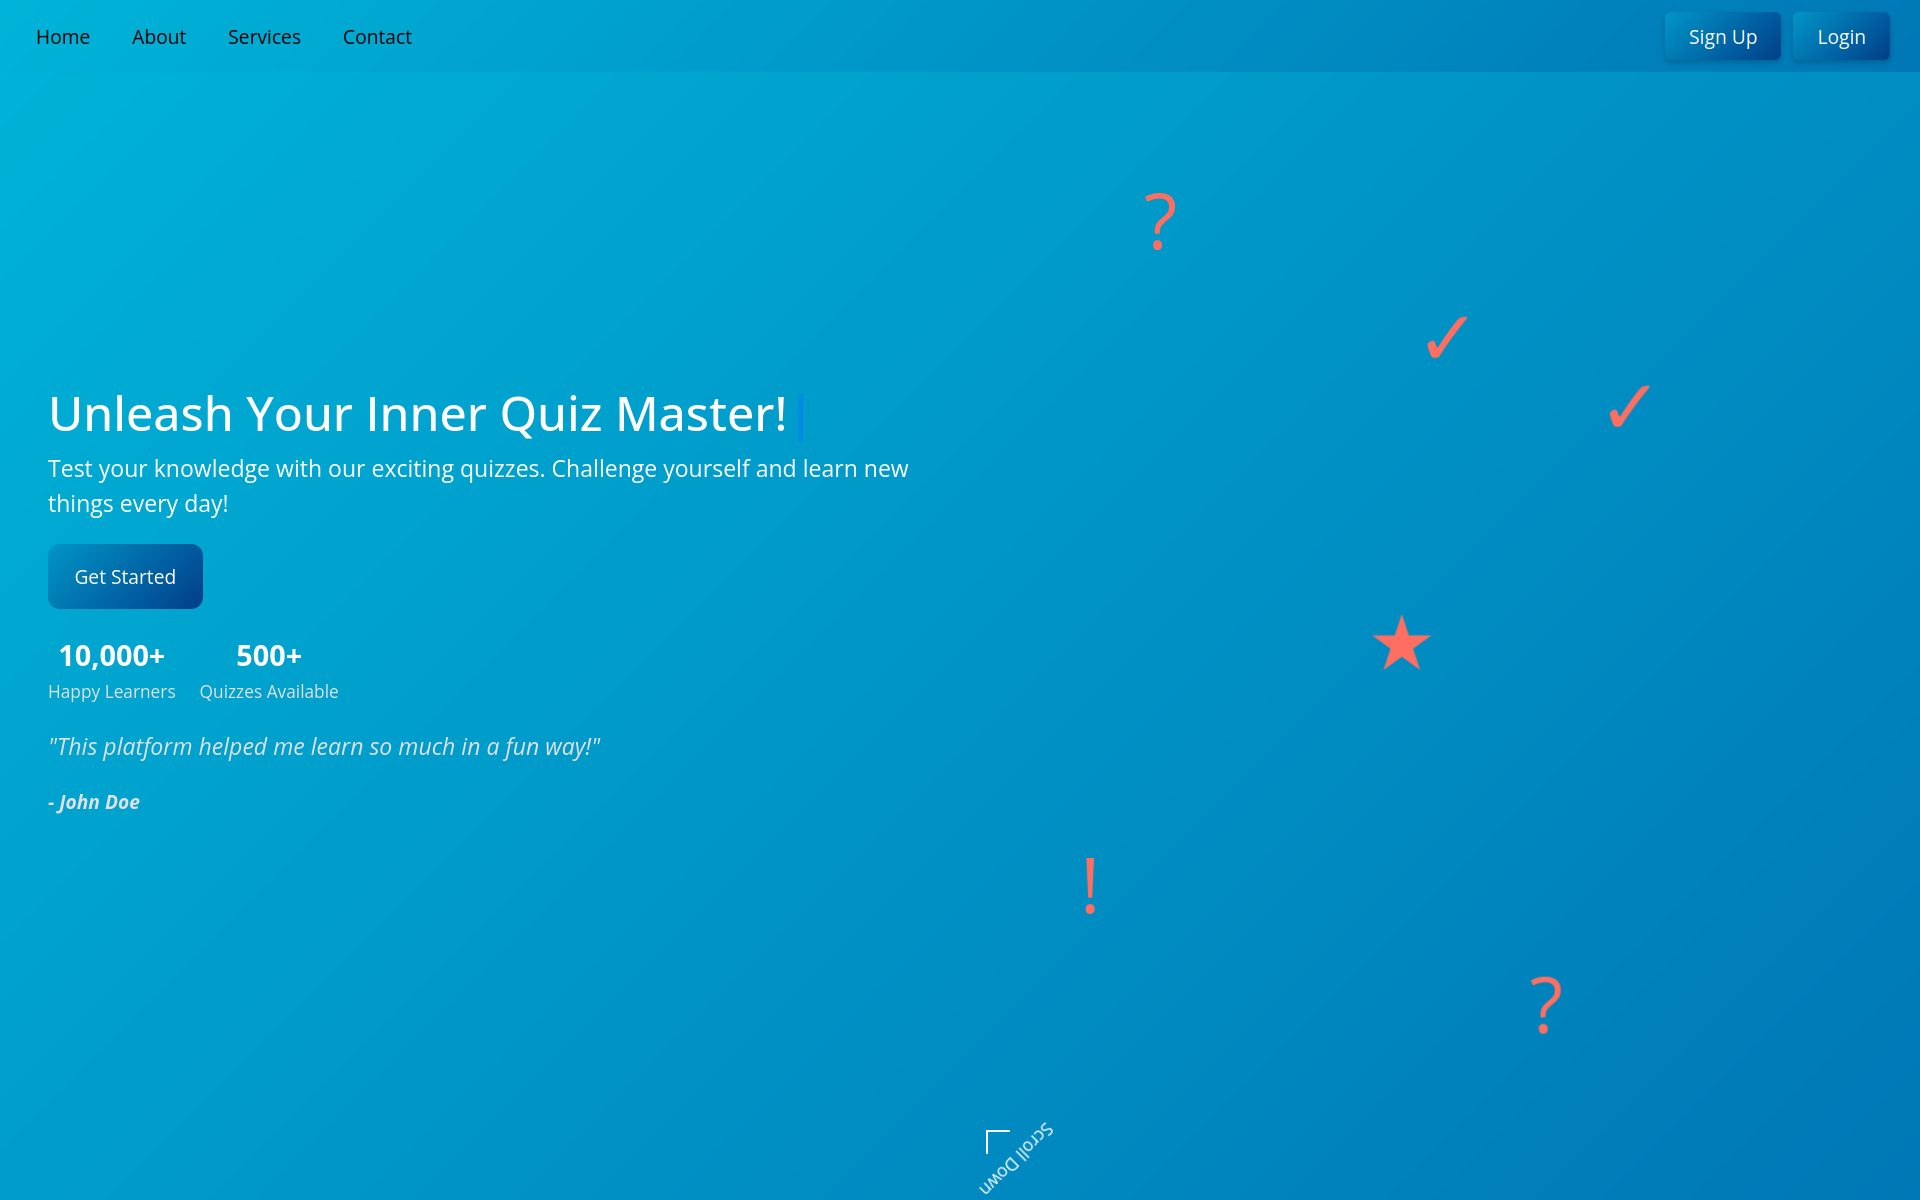 Home About Services Contact Sign Up Login
?
✓
✓
Unleash Your Inner Quiz Master!
Test your knowledge with our exciting quizzes. Challenge yourself and learn new
things every day!
Get Started
10,000+ 500+
Happy Learners Quizzes Available
★
"This platform helped me learn so much in a fun way!"
- John Doe
!
?
Scroll Down